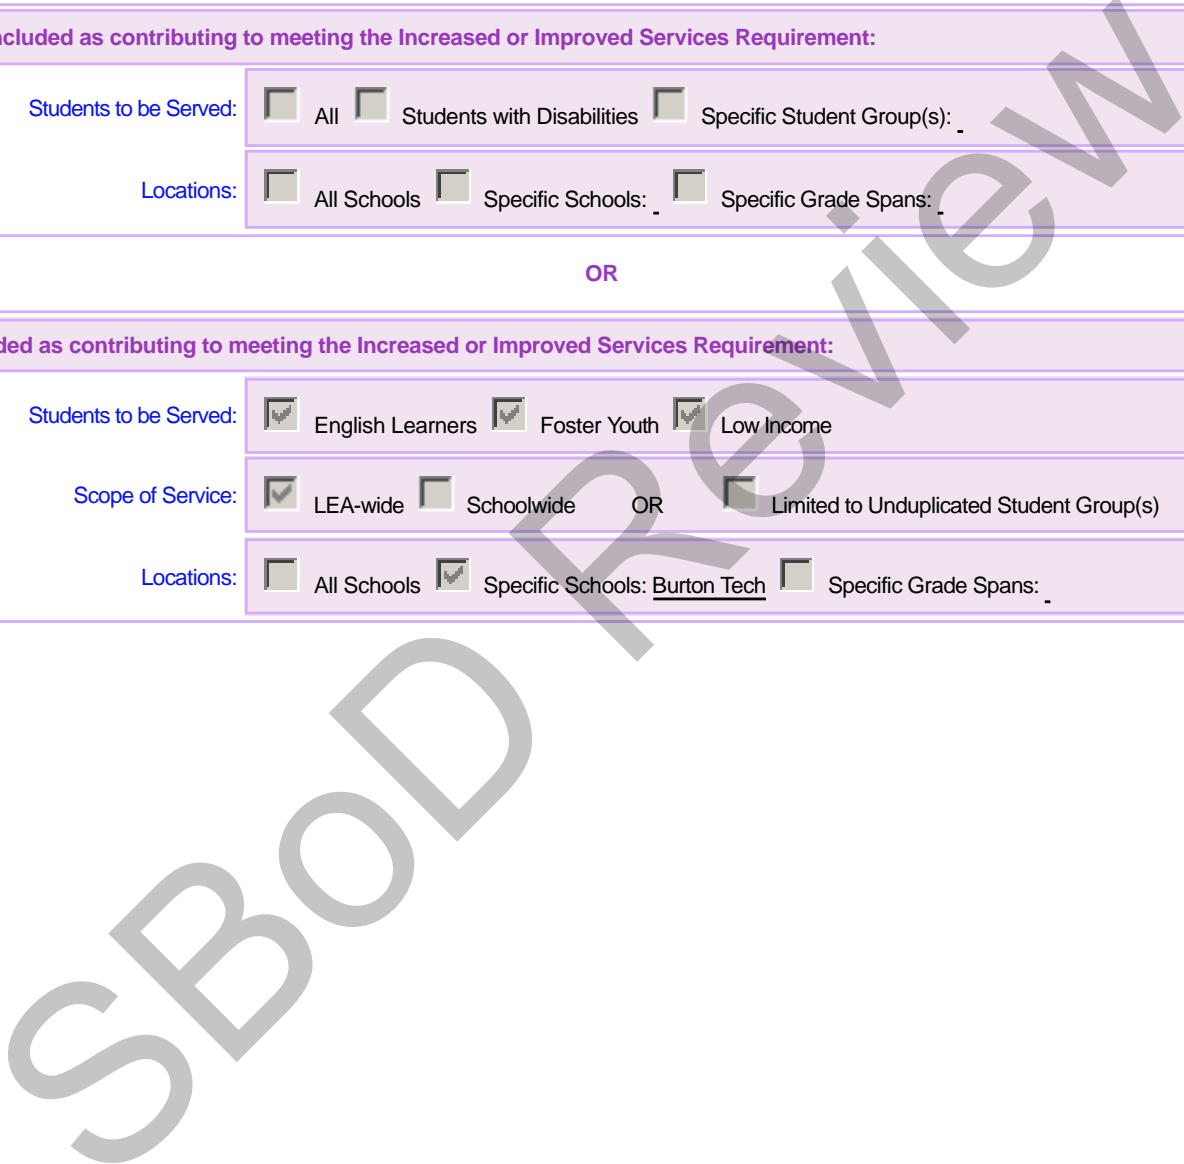 ncluded as contributing to meeting the Increased or Improved Services Requirement:
Students to be Served: All Students with Disabilities Specific Student Group(s):
Locations: All Schools Specific Schools: Specific Grade Spans:
OR
ded as contributing to meeting the Increased or Improved Services Requirement:
Students to be Served: English Learners Foster Youth Low Income
Scope of Service: LEA-wide Schoolwide OR Limited to Unduplicated Student Group(s)
Locations: All Schools Specific Schools: Burton Tech Specific Grade Spans:
SBoD Review